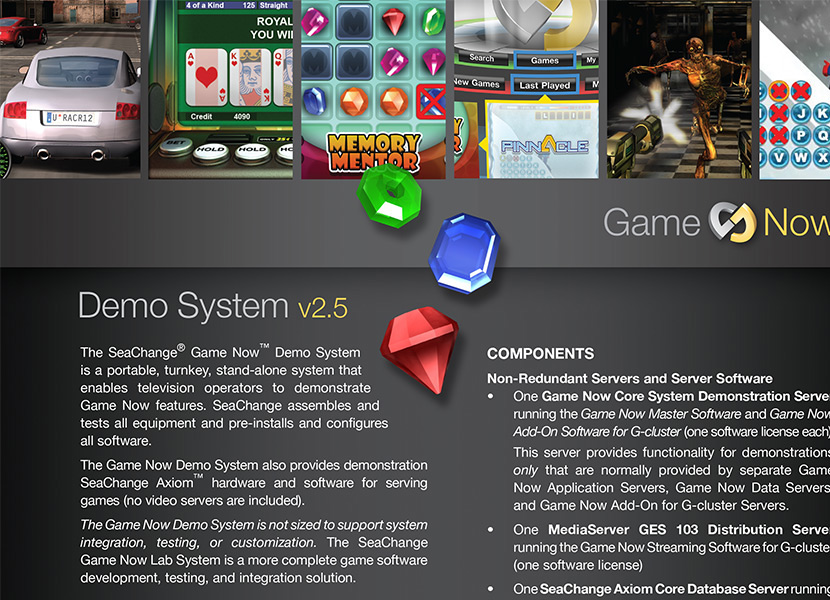 4 of a Kind 125 Straight
ROYAL
YOU WI
A K
Credit 4090
BET HOLD HOLD HO
U RACR12
MEMORY
MENTOR
Search Games My
New Games Last Played M
PINNACLE
J K
P Q
V W X
Game Now
Demo System v2.5
The SeaChange® Game Now™ Demo System
is a portable, turnkey, stand-alone system that
enables television operators to demonstrate
Game Now features. SeaChange assembles and
tests all equipment and pre-installs and configures
all software.
The Game Now Demo System also provides demonstration
SeaChange Axiom™ hardware and software for serving
games (no video servers are included).
The Game Now Demo System is not sized to support system
integration, testing, or customization. The SeaChange
Game Now Lab System is a more complete game software
development, testing, and integration solution.
COMPONENTS
Non-Redundant Servers and Server Software
• One Game Now Core System Demonstration Server
running the Game Now Master Software and Game Now
Add-On Software for G-cluster (one software license each)
This server provides functionality for demonstrations
only that are normally provided by separate Game
Now Application Servers, Game Now Data Servers
and Game Now Add-On for G-cluster Servers.
• One MediaServer GES 103 Distribution Server
running the Game Now Streaming Software for G-cluster
(one software license)
• One SeaChange Axiom Core Database Server running